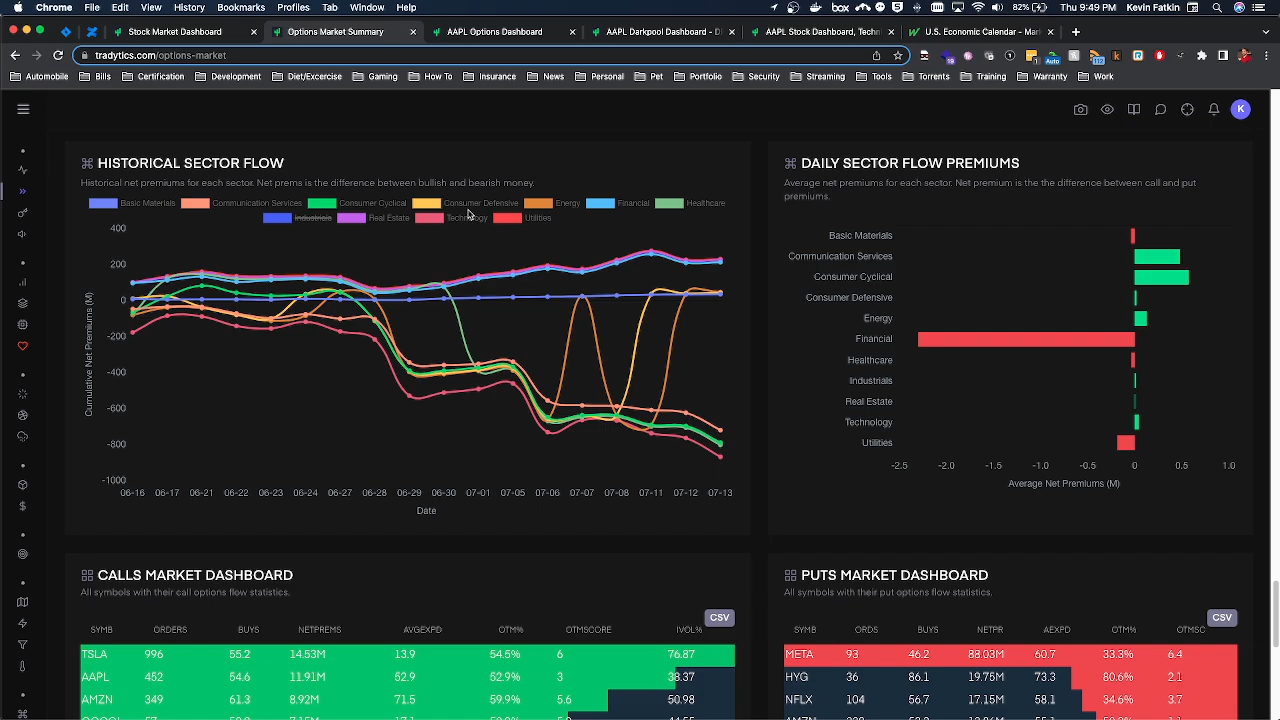 Chrome File Edit View History Bookmarks Profiles Tab Window Help 82% Thu 9:49 PM Kevin Fatkin
Stock Market Dashboard Options Market Summary AAPL Options Dashboard AAPL Darkpool Dashboard - D AAPL Stock Dashboard, Techn U.S. Economic Calendar - Mark
tradytics.com/options-market
Automobile Bills Certification Development Diet/Exercise Gaming How To Insurance News Personal Pet Portfolio Security Streaming Tools Torrents Training Warranty Work
K
HISTORICAL SECTOR FLOW
Historical net premiums for each sector. Net prems is the difference between bullish and bearish money.
Basic Materials Communication Services Consumer Cyclical Consumer Defensive Energy Financial Healthcare
Industrials Real Estate Technology Utilities
400
200
0
-200
-400
-600
-800
-1000
Cumulative Net Premiums (M)
06-16 06-17 06-21 06-22 06-23 06-24 06-27 06-28 06-29 06-30 07-01 07-05 07-06 07-07 07-08 07-11 07-12 07-13
Date
DAILY SECTOR FLOW PREMIUMS
Average net premiums for each sector. Net premium is the difference between call and put
premiums.
Basic Materials
Communication Services
Consumer Cyclical
Consumer Defensive
Energy
Financial
Healthcare
Industrials
Real Estate
Technology
Utilities
-2.5 -2.0 -1.5 -1.0 -0.5 0 0.5 1.0
Average Net Premiums (M)
CALLS MARKET DASHBOARD
All symbols with their call options flow statistics.
CSV
SYMB ORDERS BUYS NETPREMS AVGEXPD OTM% OTMSCORE IVOL%
TSLA 996 55.2 14.53M 13.9 54.5% 6 76.87
AAPL 452 54.6 11.91M 52.9 52.9% 3 38.37
AMZN 349 61.3 8.92M 71.5 59.9% 5.6 50.98
PUTS MARKET DASHBOARD
All symbols with their put options flow statistics.
CSV
SYMB ORDS BUYS NETPR AEXPD OTM% OTMSC
META 93 46.2 88.03M 60.7 33.3% 6.4
HYG 36 86.1 19.75M 73.3 80.6% 2.1
NFLX 104 56.7 17.15M 58.1 34.6% 3.7